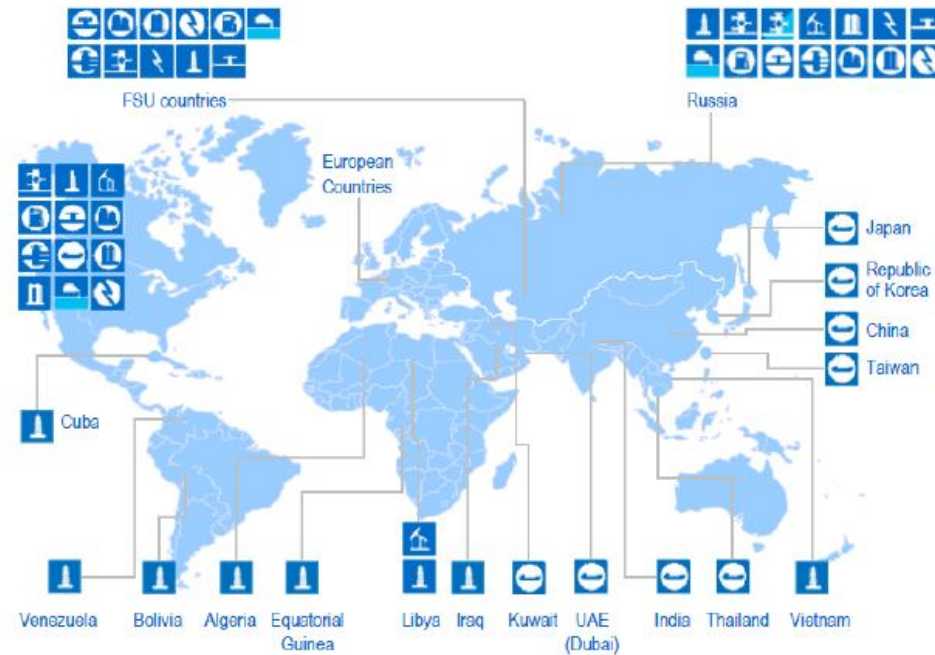 FSU countries
Russia
European
Countries
Japan
Republic
of Korea
China
Taiwan
Cuba
Venezuela
Bolivia
Algeria
Equatorial
Guinea
Libya
Iraq
Kuwait
UAE
(Dubai)
India
Thailand
Vietnam